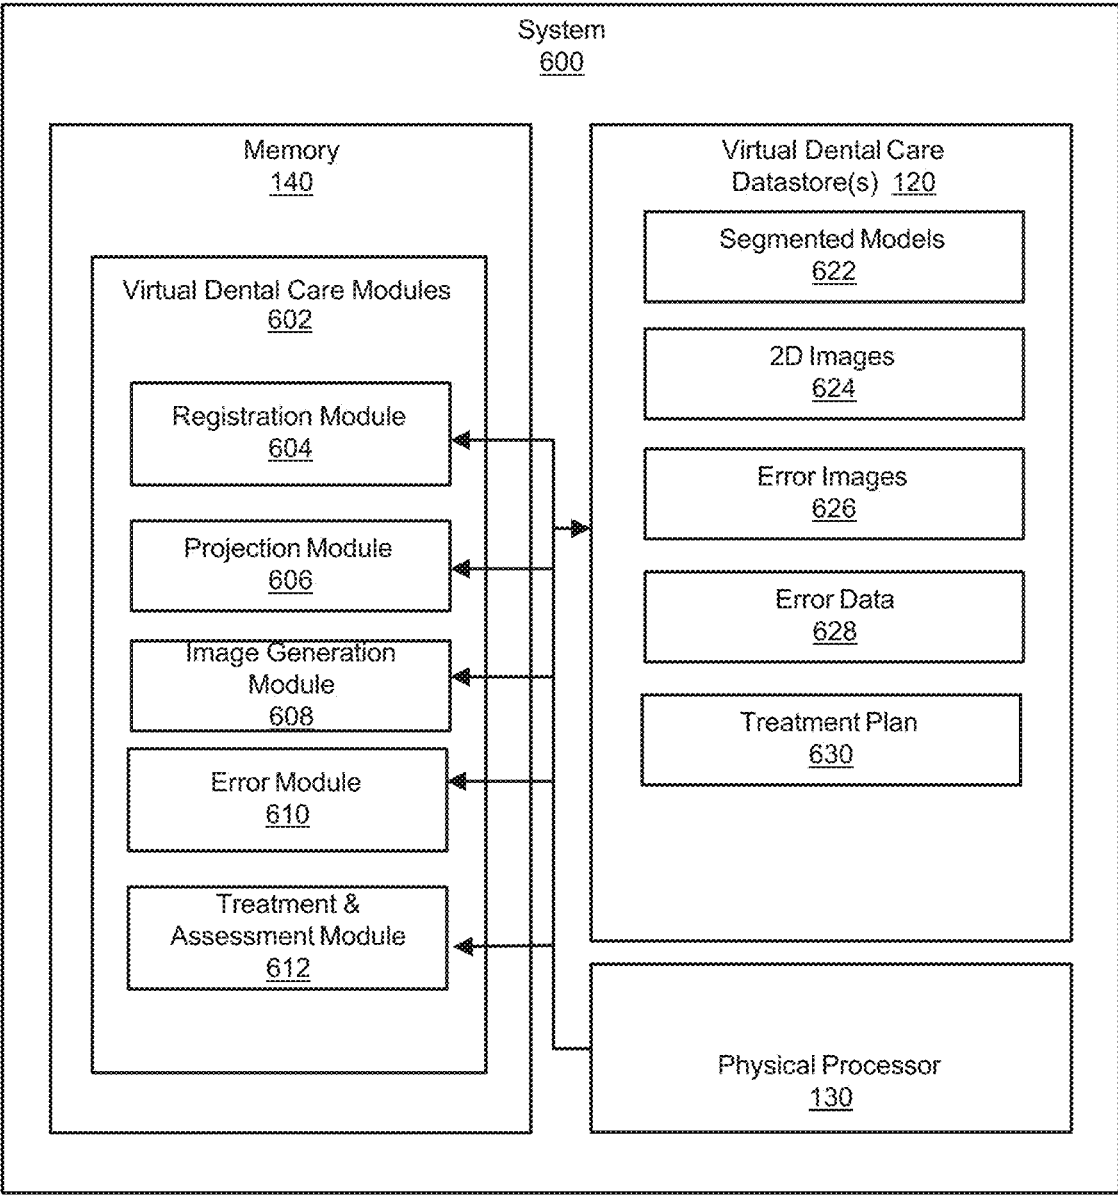 System
600
Memory
140
Virtual Dental Care Modules
602
Registration Module
604
Projection Module
606
Image Generation
Module
608
Error Module
610
Treatment &
Assessment Module
612
Virtual Dental Care
Datastore(s) 120
Segmented Models
622
2D Images
624
Error Images
626
Error Data
628
Treatment Plan
630
Physical Processor
130